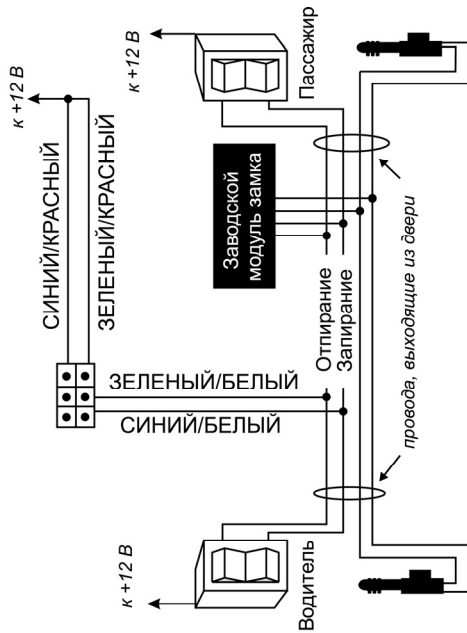 к +12 В
СИНИЙ/КРАСНЫЙ
ЗЕЛЕНЫЙ/КРАСНЫЙ
к +12 В
Пассажир
Заводской
модуль замка
ЗЕЛЕНЫЙ/БЕЛЫЙ
СИНИЙ/БЕЛЫЙ
Отпирание
Запирание
провода, выходящие из двери
к +12 В
Водитель